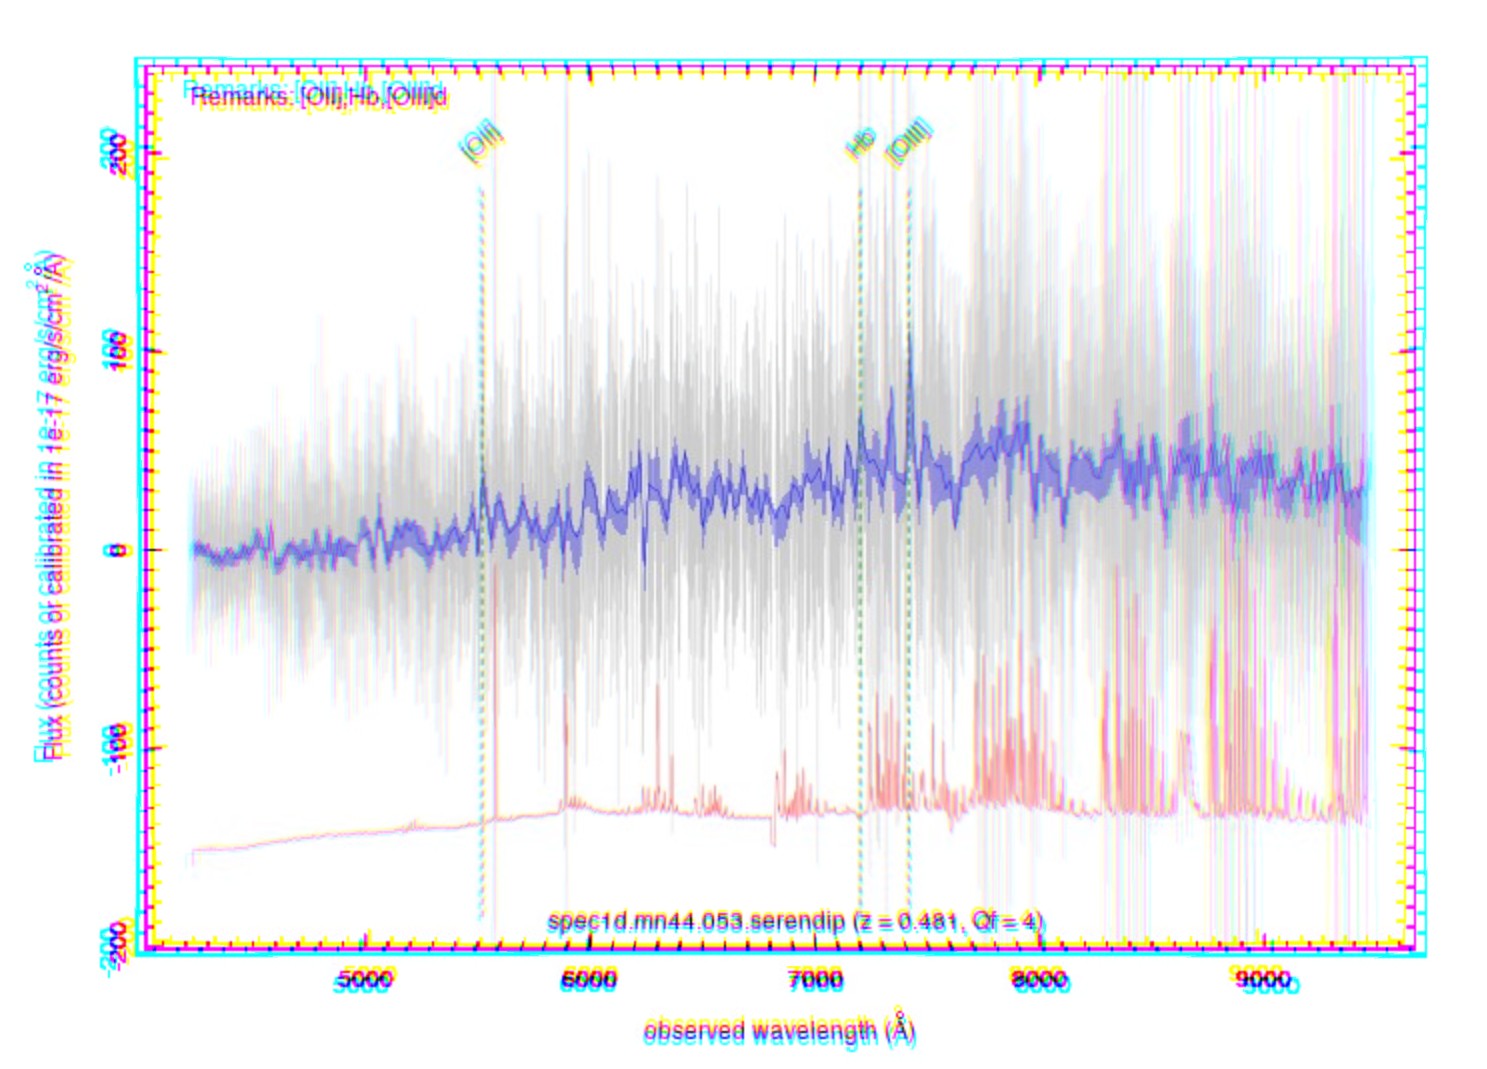 Remarks: [OII],Hb,[OIII]d
[OII]
Hb
[OIII]
200
100
0
-100
-200
Flux (counts or calibrated in 1e-17 erg/s/cm²/Å)
spec1d.mn44.053.serendip (z = 0.481, Qf = 4)
5000 6000 7000 8000 9000
observed wavelength (Å)